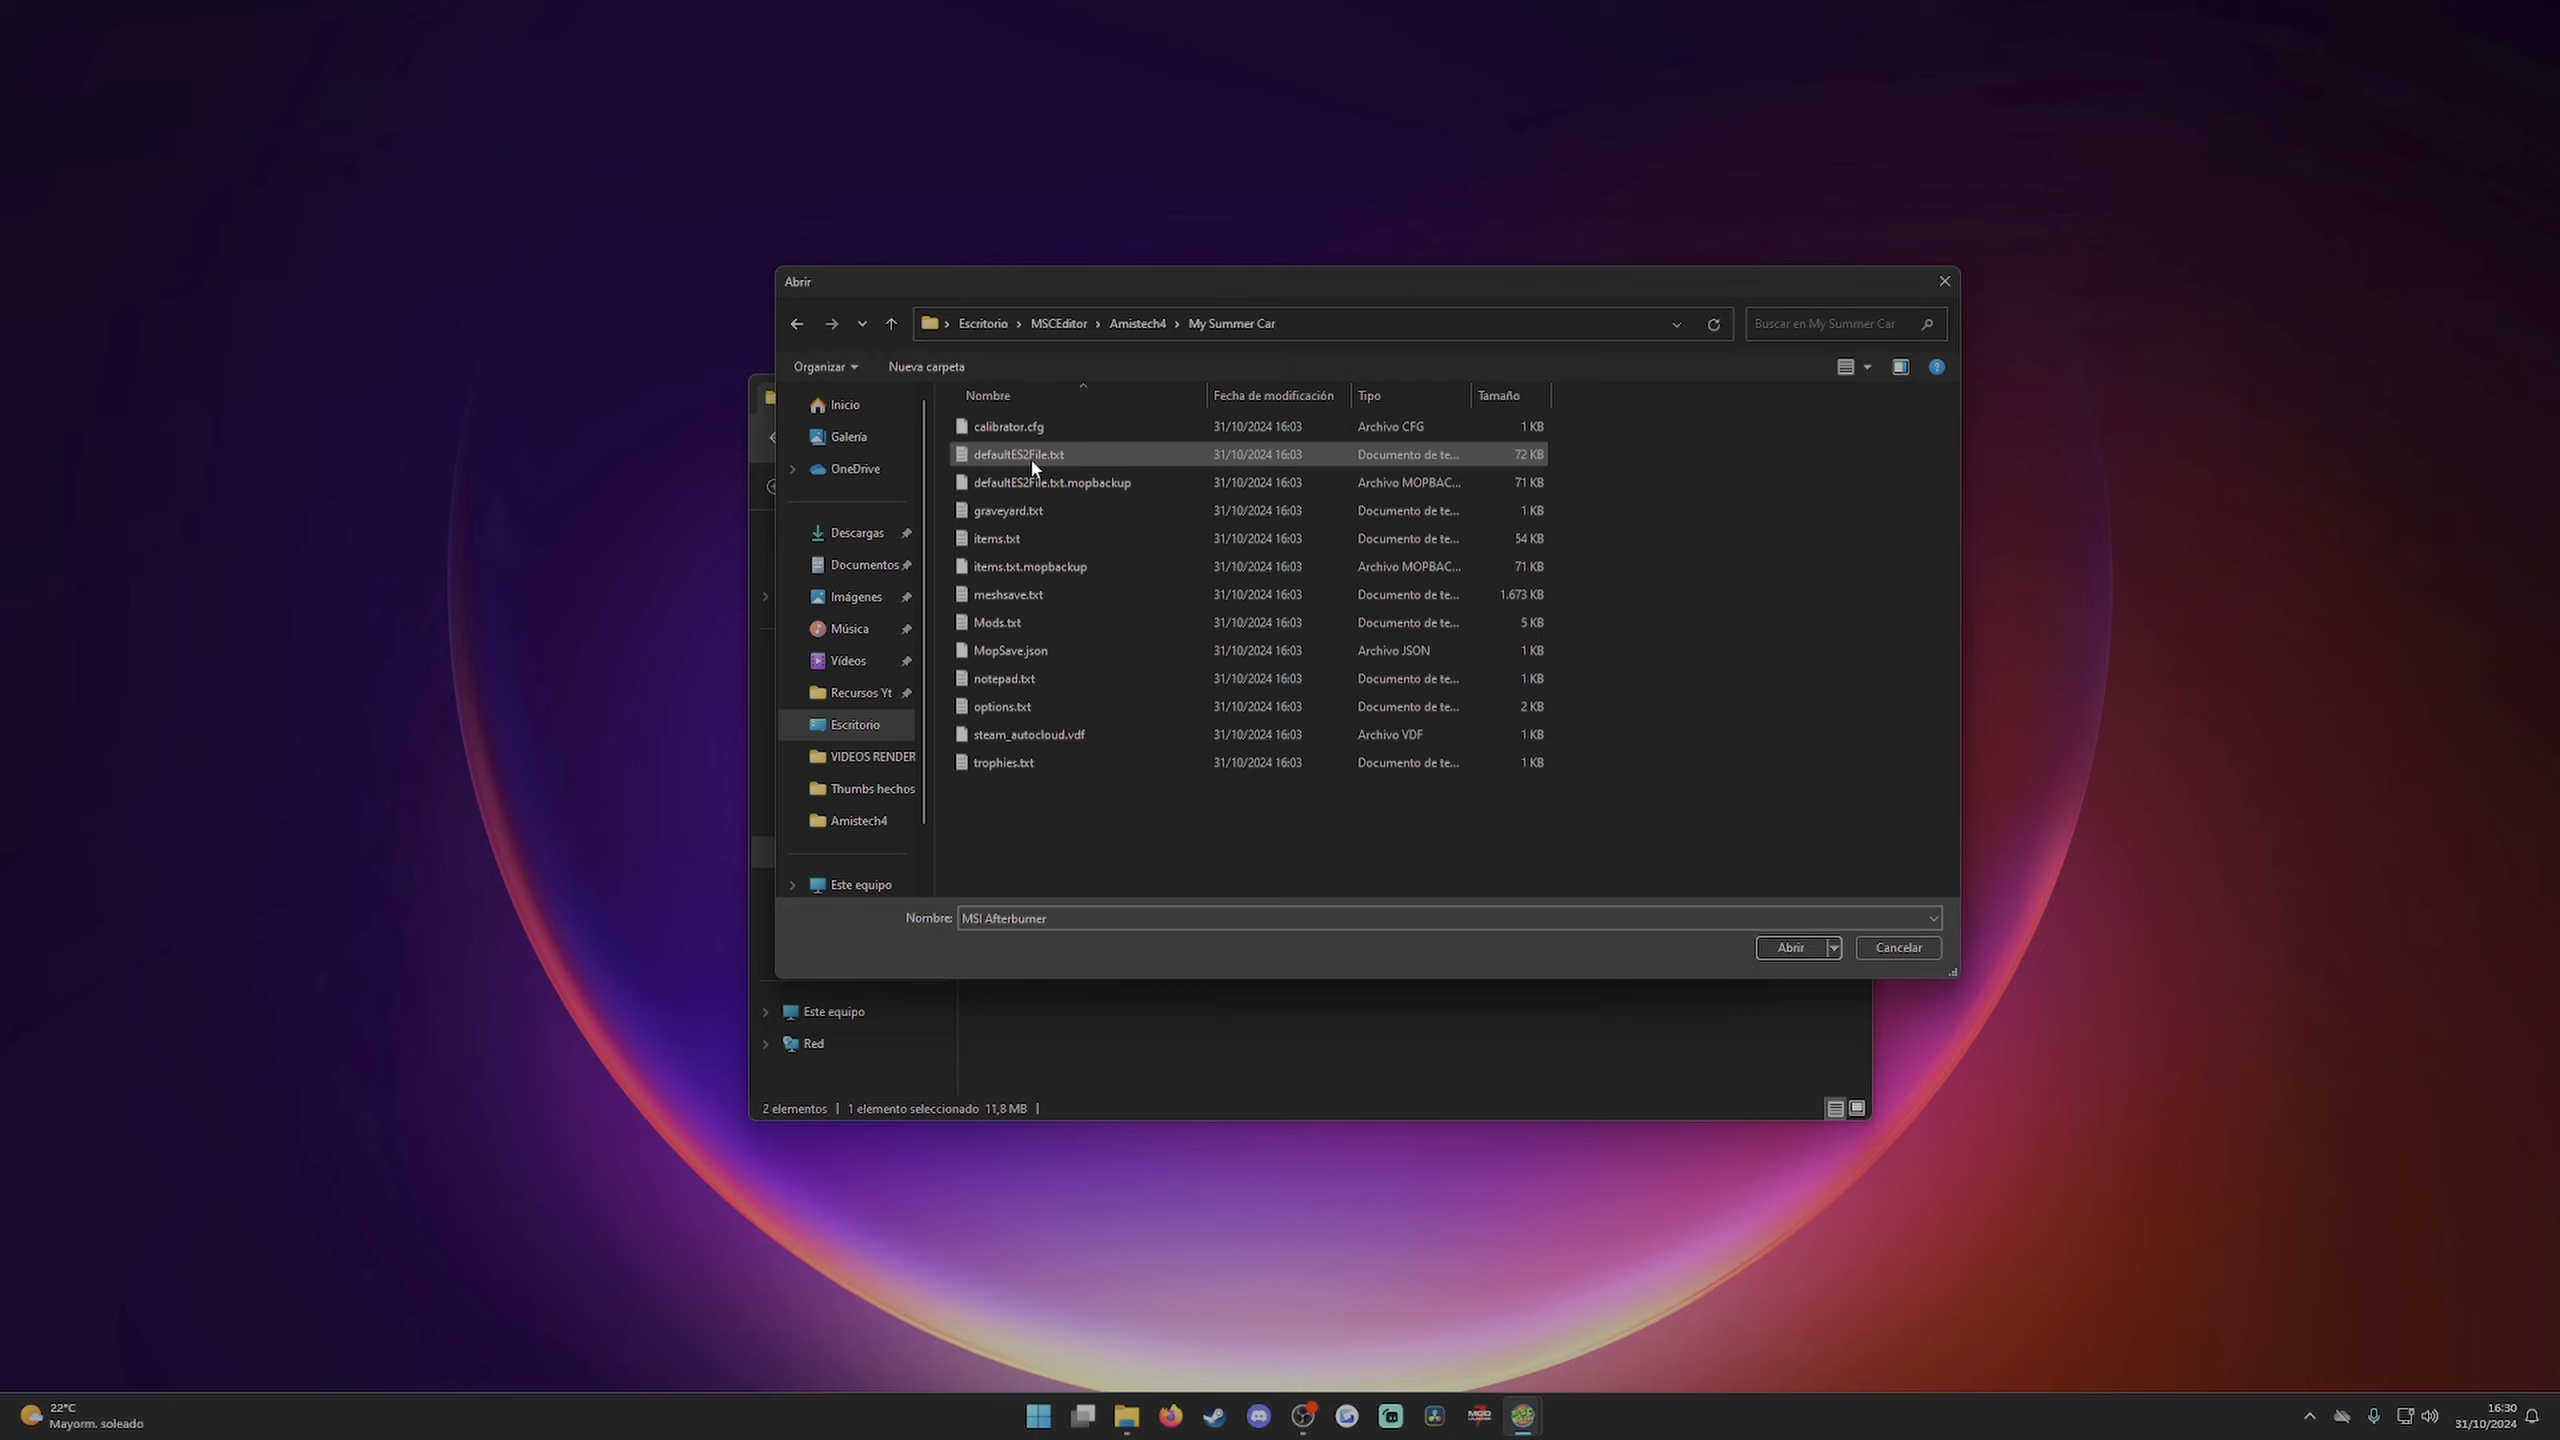 Abrir
Escritorio > MSCEditor > Amistech4 > My Summer Car
Buscar en My Summer Car
Organizar
Nueva carpeta
Inicio
Galería
OneDrive
Descargas
Documentos
Imágenes
Música
Vídeos
Recursos Yt
Escritorio
VIDEOS RENDER
Thumbs hechos
Amistech4
Este equipo
Nombre Fecha de modificación Tipo Tamaño
calibrator.cfg 31/10/2024 16:03 Archivo CFG 1 KB
defaultES2File.txt 31/10/2024 16:03 Documento de te... 72 KB
defaultES2File.txt.mopbackup 31/10/2024 16:03 Archivo MOPBAC... 71 KB
graveyard.txt 31/10/2024 16:03 Documento de te... 1 KB
items.txt 31/10/2024 16:03 Documento de te... 54 KB
items.txt.mopbackup 31/10/2024 16:03 Archivo MOPBAC... 71 KB
meshsave.txt 31/10/2024 16:03 Documento de te... 1.673 KB
Mods.txt 31/10/2024 16:03 Documento de te... 5 KB
MopSave.json 31/10/2024 16:03 Archivo JSON 1 KB
notepad.txt 31/10/2024 16:03 Documento de te... 1 KB
options.txt 31/10/2024 16:03 Documento de te... 2 KB
steam_autocloud.vdf 31/10/2024 16:03 Archivo VDF 1 KB
trophies.txt 31/10/2024 16:03 Documento de te... 1 KB
Nombre: MSI Afterburner
Abrir Cancelar
Este equipo
Red
2 elementos | 1 elemento seleccionado 11,8 MB |
22°C
Mayorm. soleado
MOD
16:30
31/10/2024